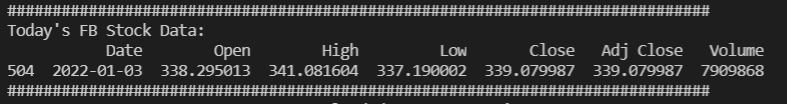 ##############################################################################
Today's FB Stock Data:
Date Open High Low Close Adj Close Volume
504 2022-01-03 338.295013 341.081604 337.190002 339.079987 339.079987 7909868
##############################################################################